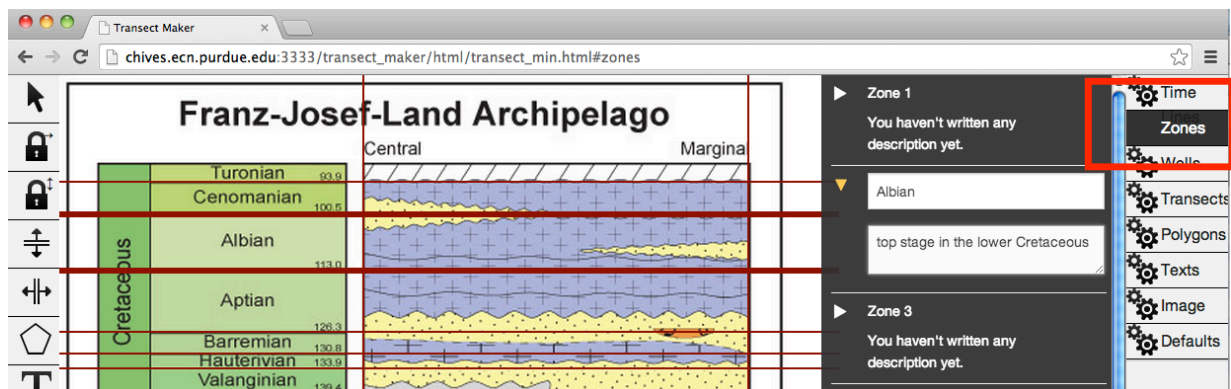 Transect Maker
chives.ecn.purdue.edu:3333/transect_maker/html/transect_min.html#zones
Franz-Josef-Land Archipelago
Central
Margina
Cretaceous
Turonian 93.9
Cenomanian 100.5
Albian 113.0
Aptian 126.3
Barremian 130.8
Hauterivian 133.9
Valanginian 139.4
T
Zone 1
You haven't written any
description yet.
Albian
top stage in the lower Cretaceous
Zone 3
You haven't written any
description yet.
Time
Lines
Zones
Wells
Transects
Polygons
Texts
Image
Defaults